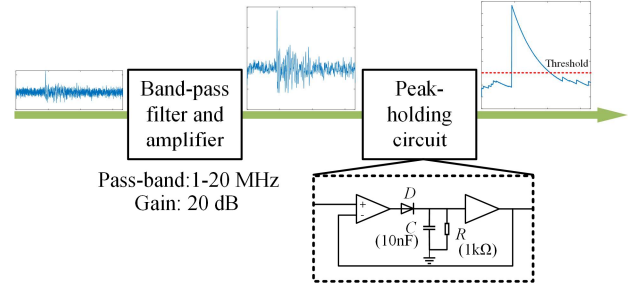 Threshold
Band-pass
filter and
amplifier
Peak-
holding
circuit
Pass-band:1-20 MHz
Gain: 20 dB
D
+
-
C
R
(10nF)
(1kΩ)